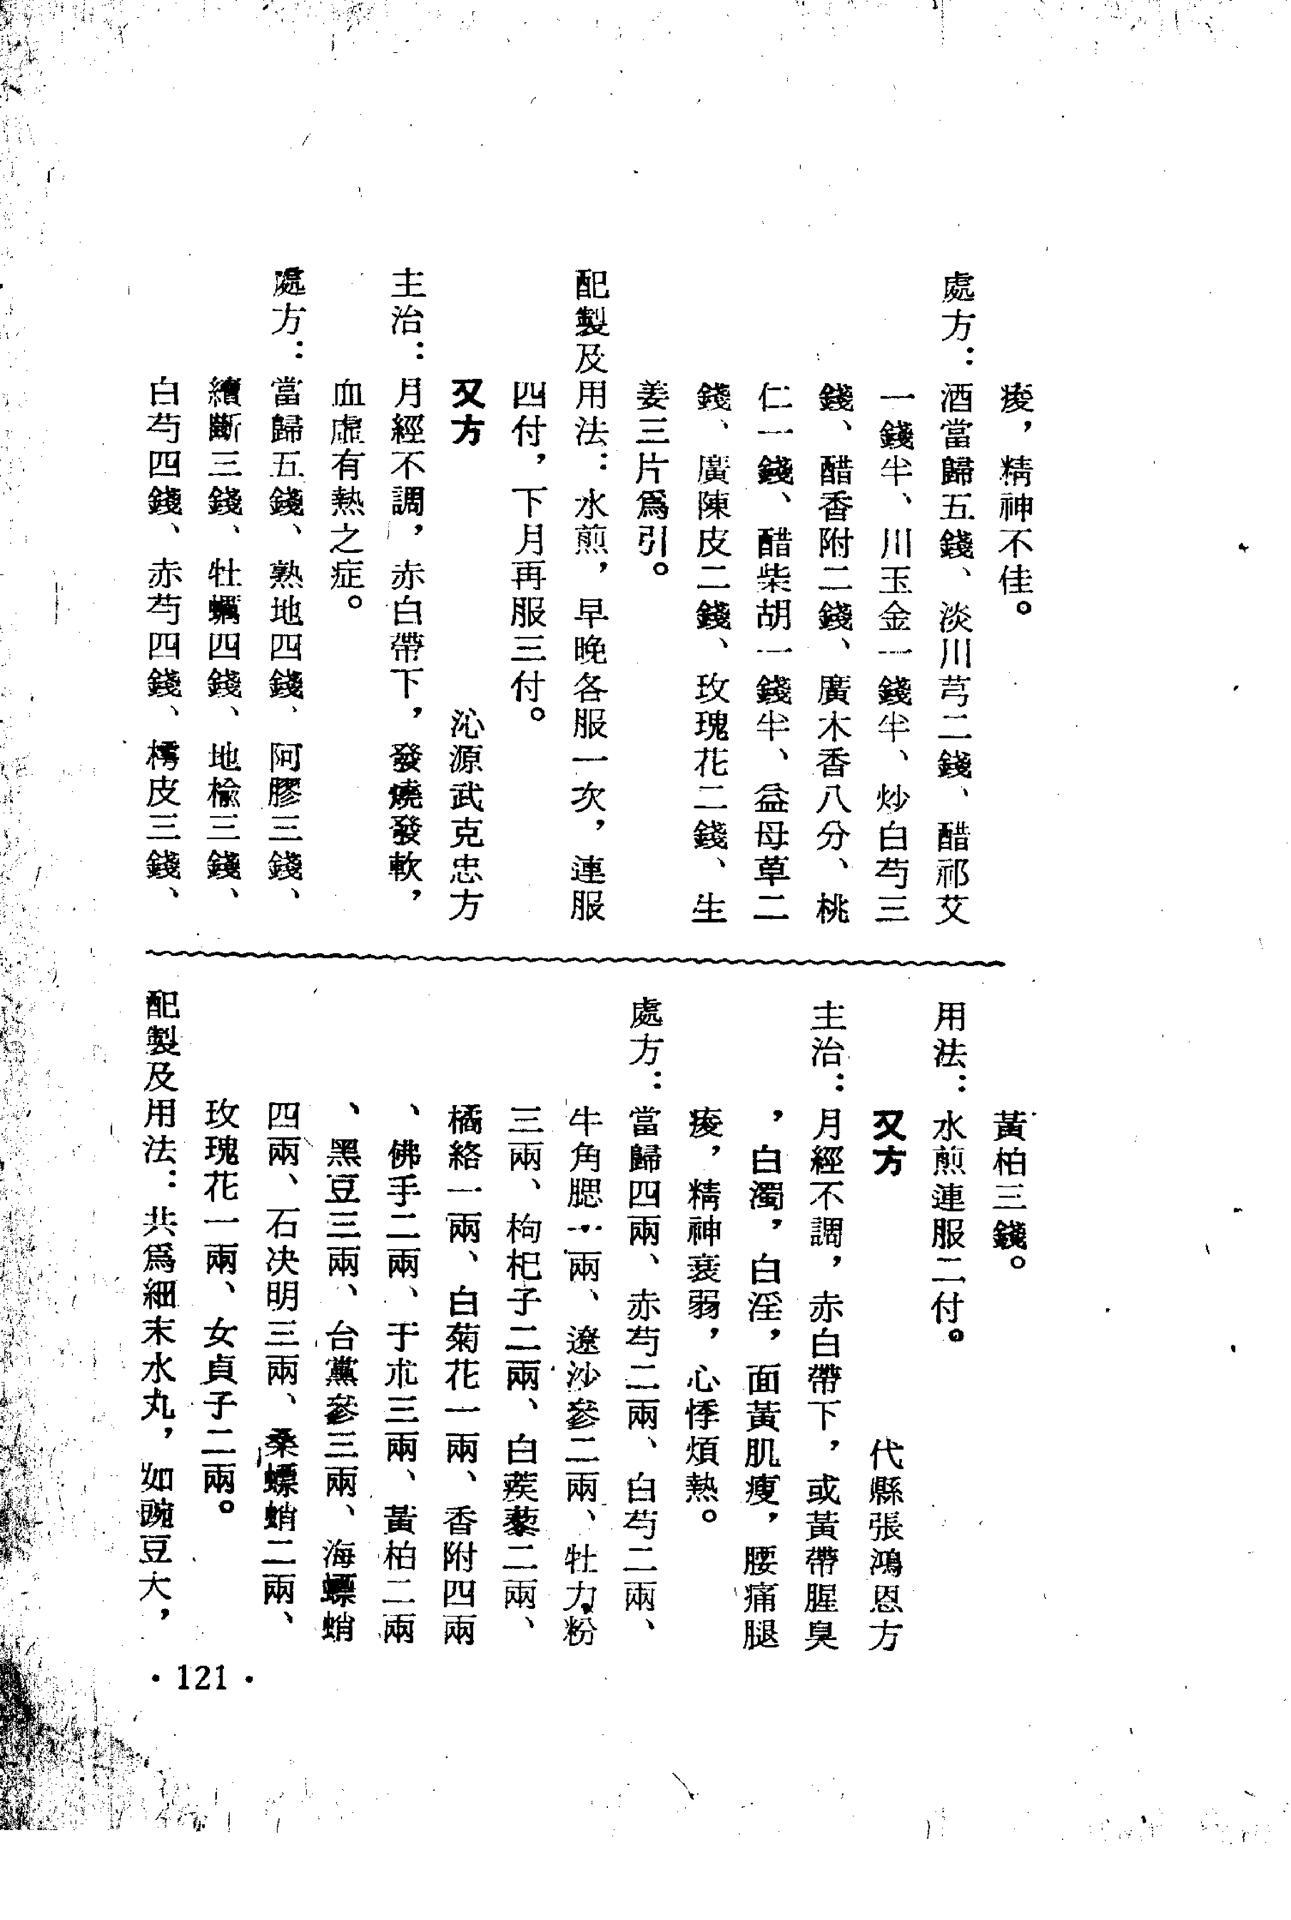 痠，精神不佳。
處方：酒當歸五錢、淡川芎二錢、醋祁艾
一錢半、川玉金一錢半、炒白芍三
錢、醋香附二錢、廣木香八分、桃
仁一錢、醋柴胡一錢半、益母草二
錢、廣陳皮二錢、玫瑰花二錢、生
姜三片爲引。
配製及用法：水煎，早晚各服一次，連服
四付，下月再服三付。
又方　沁源武克忠方
主治：月經不調，赤白帶下，發燒發軟，
血虛有熱之症。
處方：當歸五錢、熟地四錢、阿膠三錢、
續斷三錢、牡蠣四錢、地楡三錢、
白芍四錢、赤芍四錢、樗皮三錢、
黃柏三錢。
用法：水煎連服二付。
又方　代縣張鴻恩方
主治：月經不調，赤白帶下，或黃帶腥臭
，白濁，白淫，面黃肌瘦，腰痛腿
痠，精神衰弱，心悸煩熱。
處方：當歸四兩、赤芍二兩、白芍二兩、
牛角腮一兩、遼沙參二兩、牡力粉
三兩、枸杞子二兩、白蒺藜二兩、
橘絡一兩、白菊花一兩、香附四兩
、佛手二兩、于朮三兩、黃柏二兩
、黑豆三兩、台黨參三兩、海螵蛸
四兩、石决明三兩、桑螵蛸二兩、
玫瑰花一兩、女貞子二兩。
配製及用法：共爲細末水丸，如豌豆大，
·121·